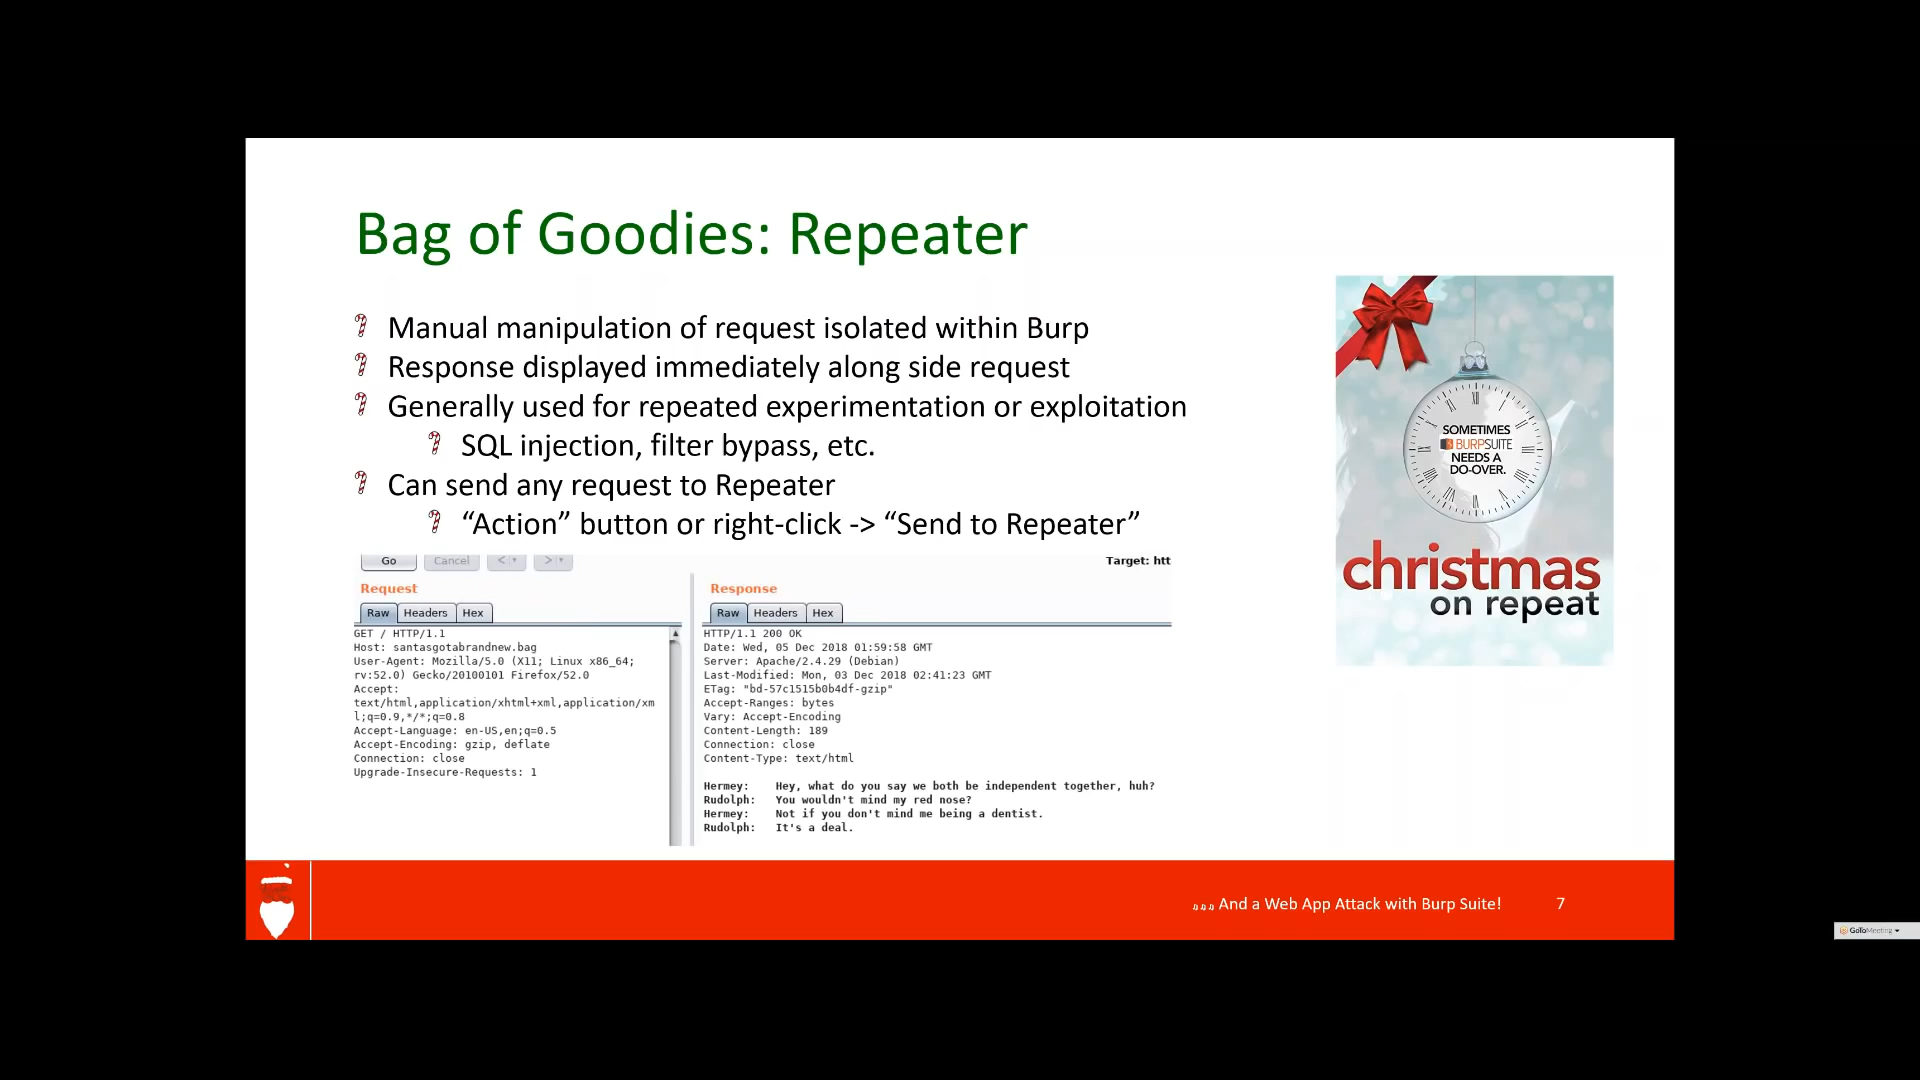 Bag of Goodies: Repeater
Manual manipulation of request isolated within Burp
Response displayed immediately along side request
Generally used for repeated experimentation or exploitation
SQL injection, filter bypass, etc.
Can send any request to Repeater
“Action” button or right-click -> “Send to Repeater”
Go Cancel < >
Target: htt
Request
Raw Headers Hex
GET / HTTP/1.1
Host: santasgotabrandnew.bag
User-Agent: Mozilla/5.0 (X11; Linux x86_64;
rv:52.0) Gecko/20100101 Firefox/52.0
Accept:
text/html,application/xhtml+xml,application/xm
l;q=0.9,*/*;q=0.8
Accept-Language: en-US,en;q=0.5
Accept-Encoding: gzip, deflate
Connection: close
Upgrade-Insecure-Requests: 1
Response
Raw Headers Hex
HTTP/1.1 200 OK
Date: Wed, 05 Dec 2018 01:59:58 GMT
Server: Apache/2.4.29 (Debian)
Last-Modified: Mon, 03 Dec 2018 02:41:23 GMT
ETag: "bd-57c1515b0b4df-gzip"
Accept-Ranges: bytes
Vary: Accept-Encoding
Content-Length: 189
Connection: close
Content-Type: text/html
Hermey: Hey, what do you say we both be independent together, huh?
Rudolph: You wouldn't mind my red nose?
Hermey: Not if you don't mind me being a dentist.
Rudolph: It's a deal.
SOMETIMES
BURPSUITE
NEEDS A
DO-OVER.
christmas
on repeat
♫♫♫ And a Web App Attack with Burp Suite! 7
GoToMeeting